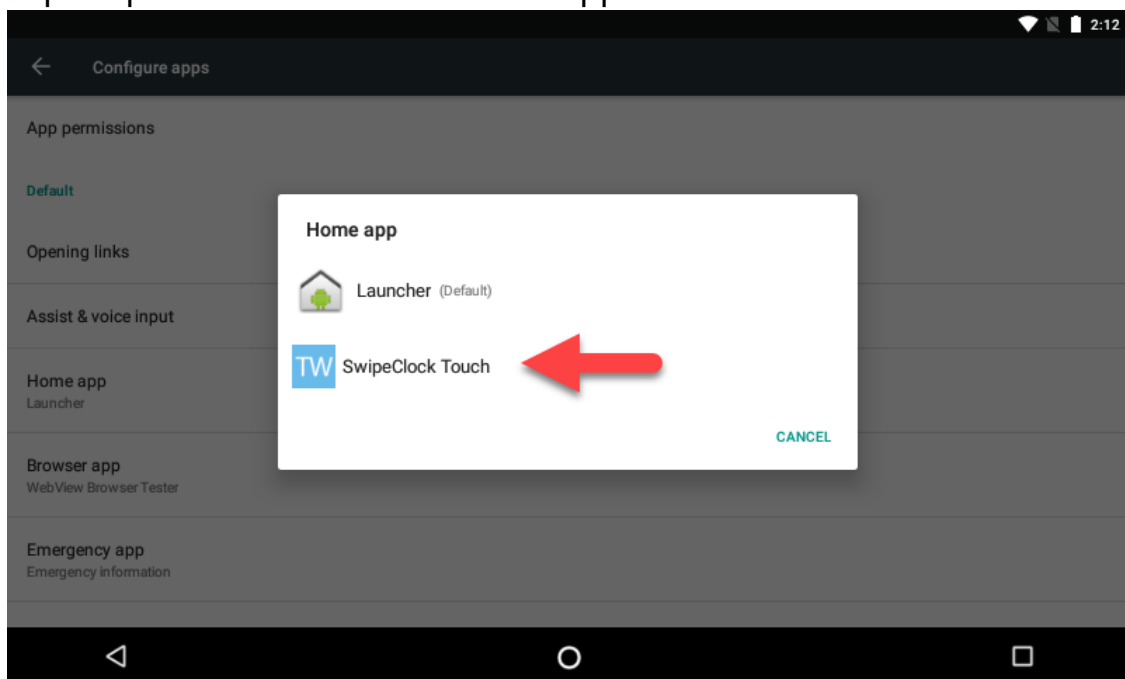 2:12
Configure apps
App permissions
Default
Opening links
Assist & voice input
Home app
Launcher
Browser app
WebView Browser Tester
Emergency app
Emergency information
Home app
Launcher (Default)
TW SwipeClock Touch
CANCEL